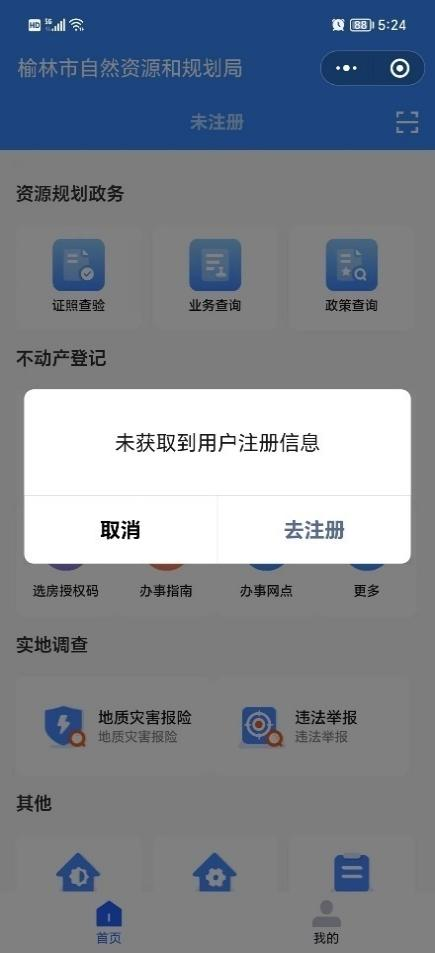 HD 5G 88 5:24
榆林市自然资源和规划局
未注册
资源规划政务
证照查验 业务查询 政策查询
不动产登记
未获取到用户注册信息
取消 去注册
选房授权码 办事指南 办事网点 更多
实地调查
地质灾害报险 违法举报
地质灾害报险 违法举报
其他
首页 我的